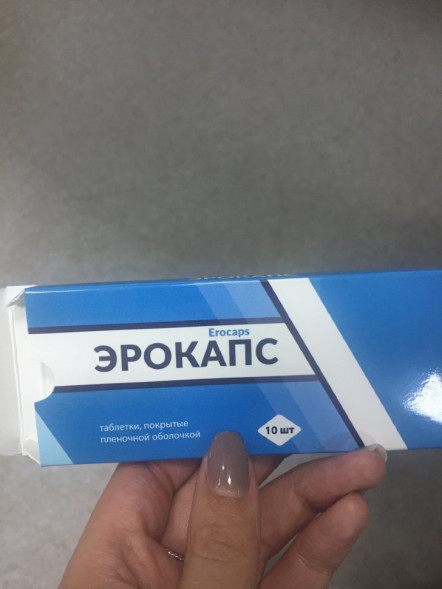 Erocaps
ЭРОКАПС
таблетки, покрытые
пленочной оболочкой
10 шт